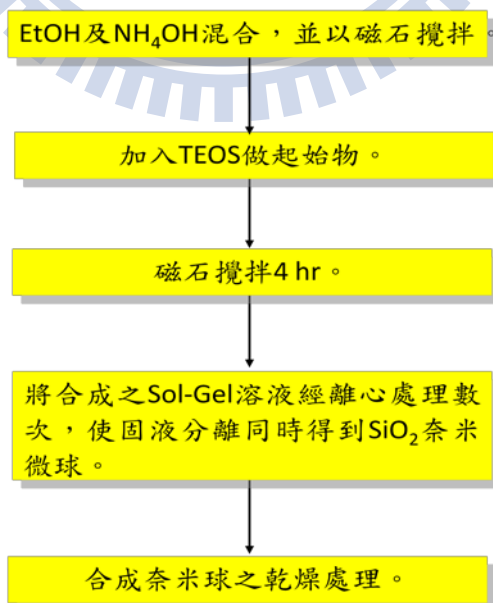 EtOH及NH₄OH混合，並以磁石攪拌。
加入TEOS做起始物。
磁石攪拌4 hr。
將合成之Sol-Gel溶液經離心處理數
次，使固液分離同時得到SiO₂奈米
微球。
合成奈米球之乾燥處理。